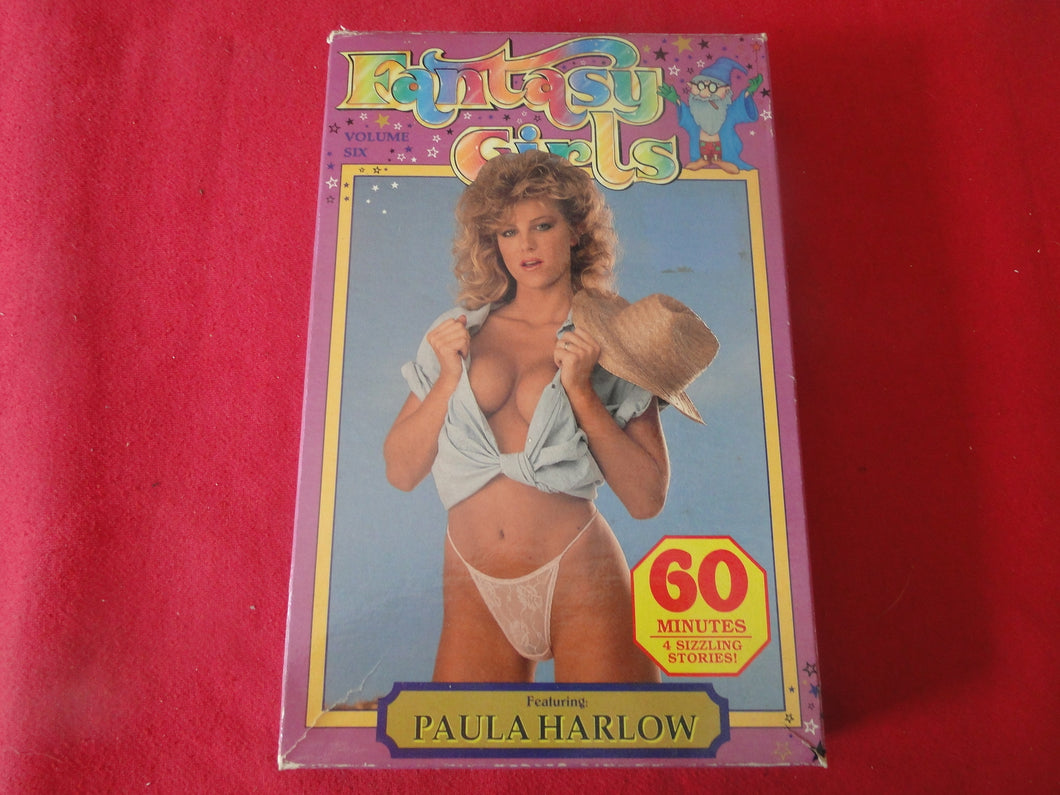 Fantasy
Girls
VOLUME
SIX
60
MINUTES
4 SIZZLING
STORIES!
Featuring:
PAULA HARLOW